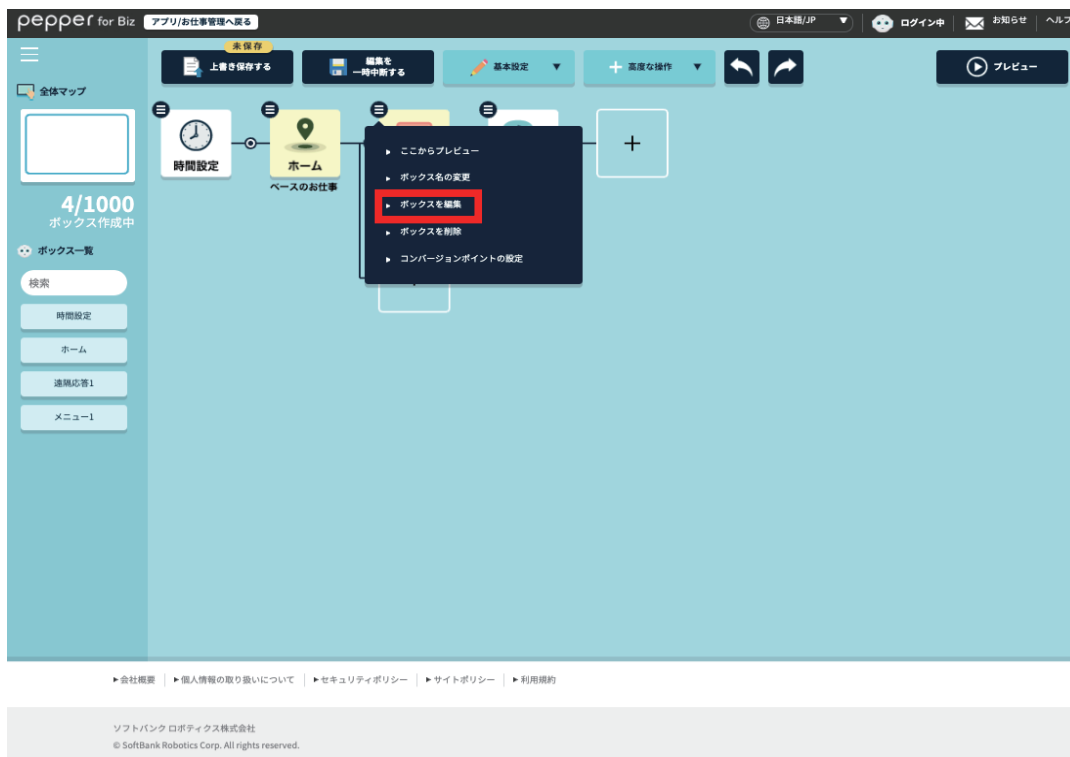 pepper for Biz
アプリ/お仕事管理へ戻る
日本語/JP ▼
ログイン中
お知らせ
ヘルプ
全体マップ
4/1000
ボックス作成中
ボックス一覧
検索
時間設定
ホーム
遠隔応答1
メニュー1
未保存
上書き保存する
編集を
一時中断する
基本設定 ▼
高度な操作 ▼
プレビュー
時間設定
ホーム
ベースのお仕事
ここからプレビュー
ボックス名の変更
ボックスを編集
ボックスを削除
コンバージョンポイントの設定
会社概要
個人情報の取り扱いについて
セキュリティポリシー
サイトポリシー
利用規約
ソフトバンク ロボティクス株式会社
© SoftBank Robotics Corp. All rights reserved.